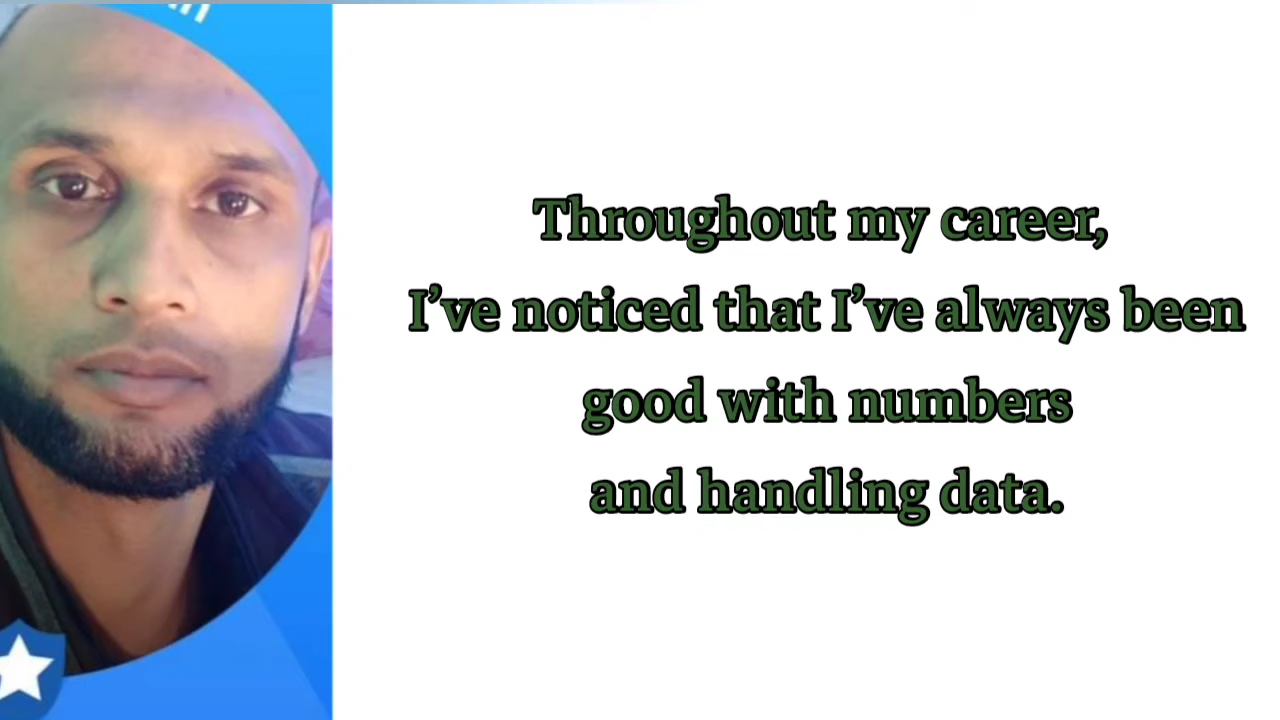 Throughout my career,
I’ve noticed that I’ve always been
good with numbers
and handling data.